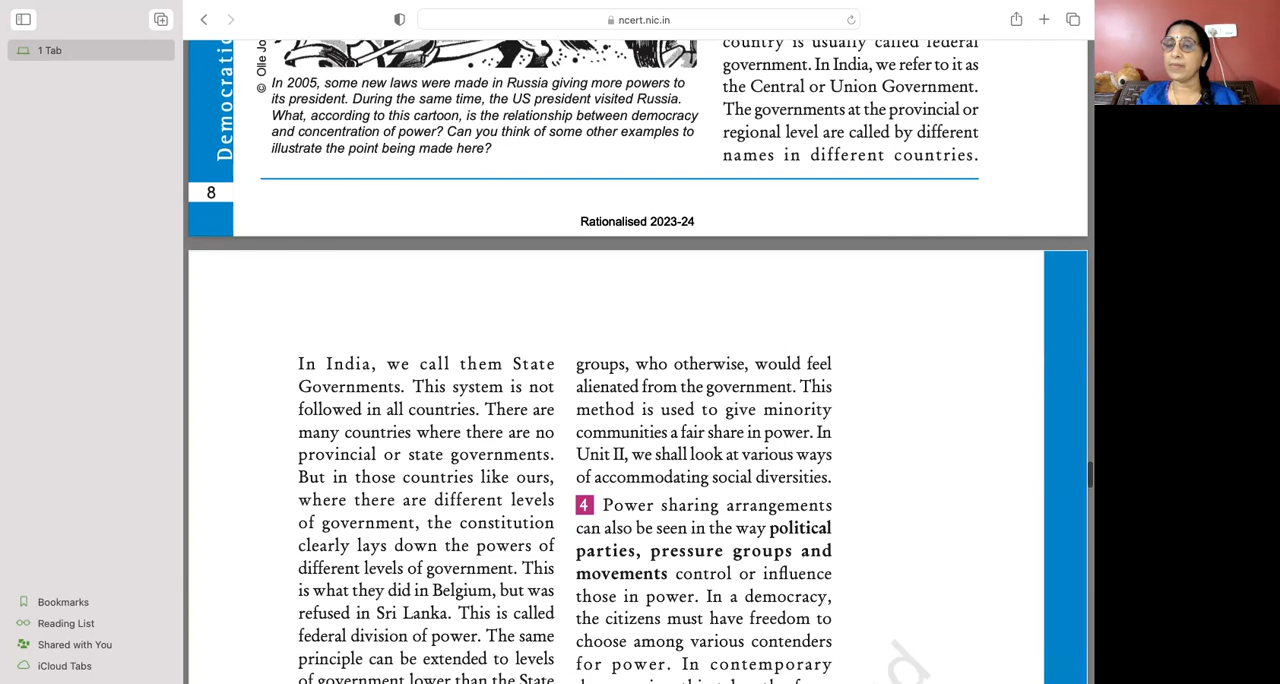 1 Tab
ncert.nic.in
Democratic
© Olle Jo
In 2005, some new laws were made in Russia giving more powers to
its president. During the same time, the US president visited Russia.
What, according to this cartoon, is the relationship between democracy
and concentration of power? Can you think of some other examples to
illustrate the point being made here?
country is usually called federal
government. In India, we refer to it as
the Central or Union Government.
The governments at the provincial or
regional level are called by different
names in different countries.
8
Rationalised 2023-24
In India, we call them State
Governments. This system is not
followed in all countries. There are
many countries where there are no
provincial or state governments.
But in those countries like ours,
where there are different levels
of government, the constitution
clearly lays down the powers of
different levels of government. This
is what they did in Belgium, but was
refused in Sri Lanka. This is called
federal division of power. The same
principle can be extended to levels
of government lower than the State
groups, who otherwise, would feel
alienated from the government. This
method is used to give minority
communities a fair share in power. In
Unit II, we shall look at various ways
of accommodating social diversities.
4 Power sharing arrangements
can also be seen in the way political
parties, pressure groups and
movements control or influence
those in power. In a democracy,
the citizens must have freedom to
choose among various contenders
for power. In contemporary
Bookmarks
Reading List
Shared with You
iCloud Tabs